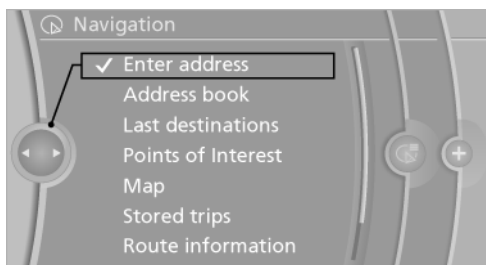 Navigation
Enter address
Address book
Last destinations
Points of Interest
Map
Stored trips
Route information